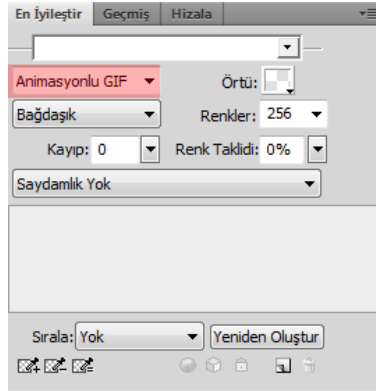 En İyileştir Geçmiş Hizala
Animasyonlu GIF Örtü:
Bağdaşık Renkler: 256
Kayıp: 0 Renk Taklidi: 0%
Saydamlık Yok
Sırala: Yok Yeniden Oluştur